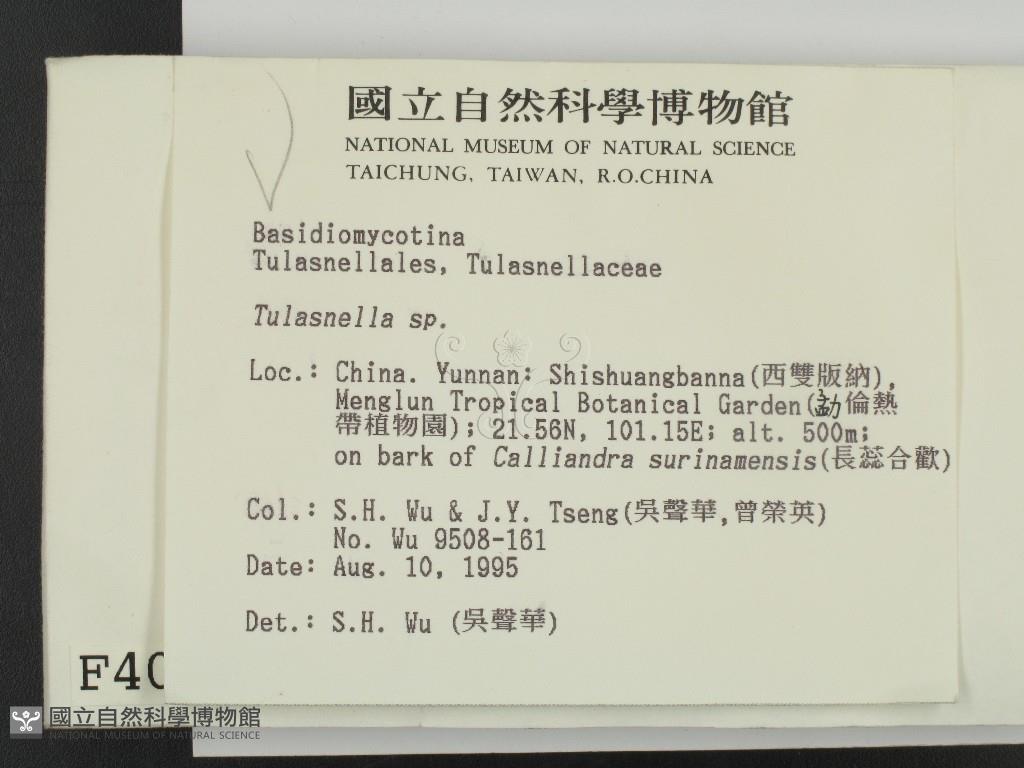 國立自然科學博物館
NATIONAL MUSEUM OF NATURAL SCIENCE
TAICHUNG, TAIWAN, R.O.CHINA
Basidiomycotina
Tulasnellales, Tulasnellaceae
Tulasnella sp.
Loc.: China. Yunnan: Shishuangbanna(西雙版納),
Menglun Tropical Botanical Garden(勐倫熱
帶植物園); 21.56N, 101.15E; alt. 500m;
on bark of Calliandra surinamensis(長蕊合歡)
Col.: S.H. Wu & J.Y. Tseng(吳聲華,曾榮英)
No. Wu 9508-161
Date: Aug. 10, 1995
Det.: S.H. Wu (吳聲華)
F40
國立自然科學博物館
NATIONAL MUSEUM OF NATURAL SCIENCE